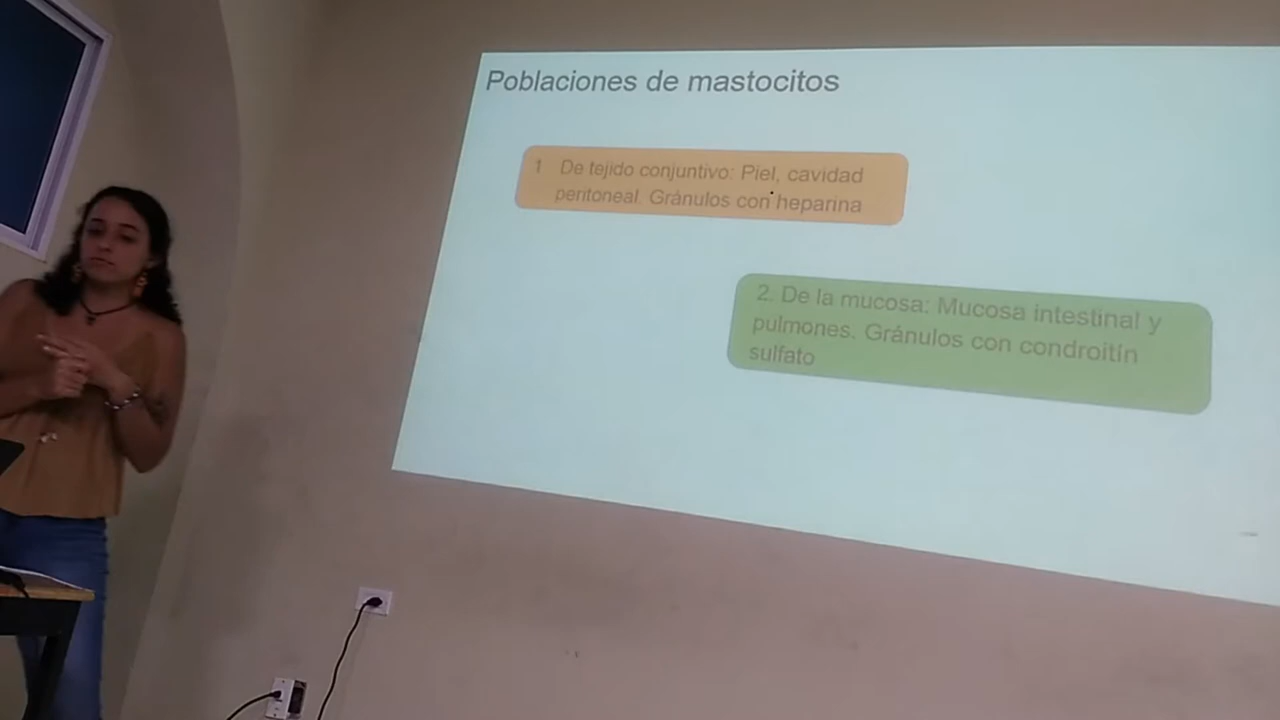 Poblaciones de mastocitos
1 De tejido conjuntivo: Piel, cavidad
peritoneal. Gránulos con heparina
2. De la mucosa: Mucosa intestinal y
pulmones. Gránulos con condroitín
sulfato